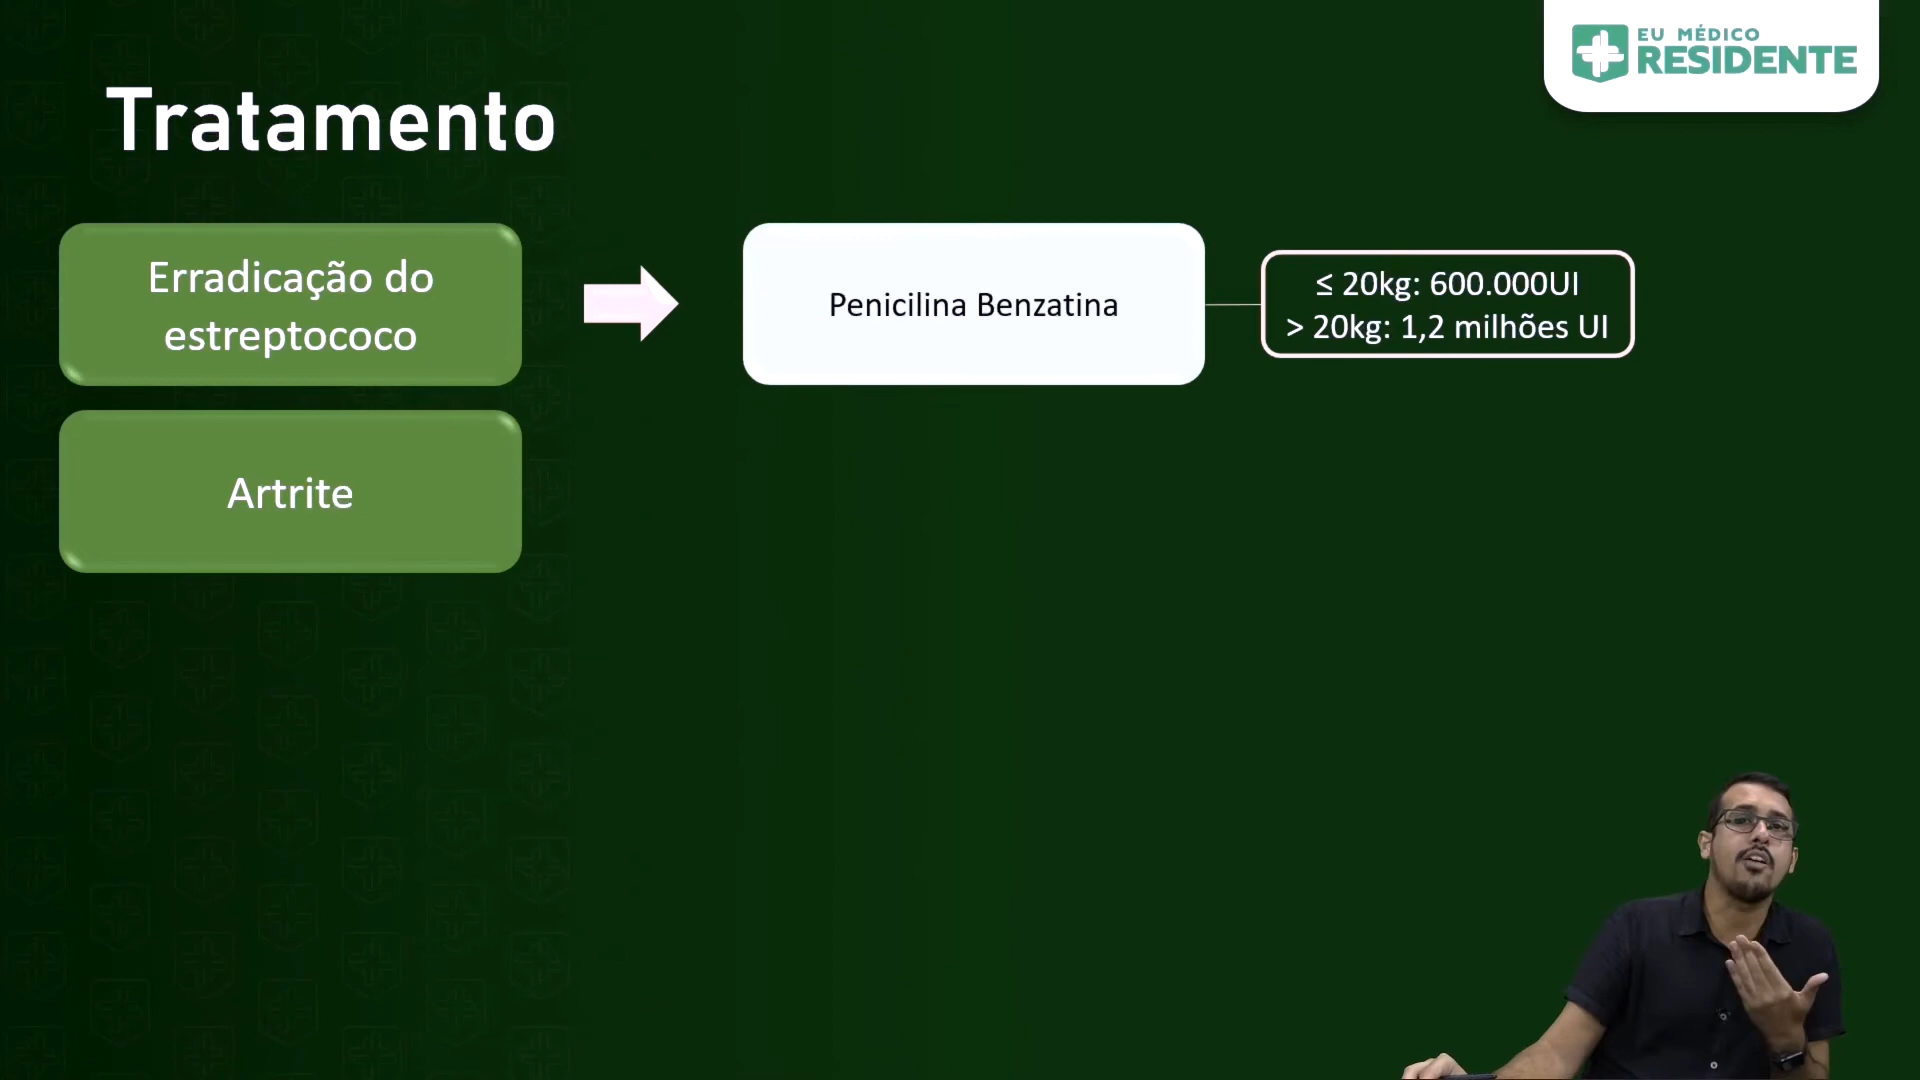 EU MÉDICO
RESIDENTE
Tratamento
Erradicação do
estreptococo
Penicilina Benzatina
≤ 20kg: 600.000UI
> 20kg: 1,2 milhões UI
Artrite